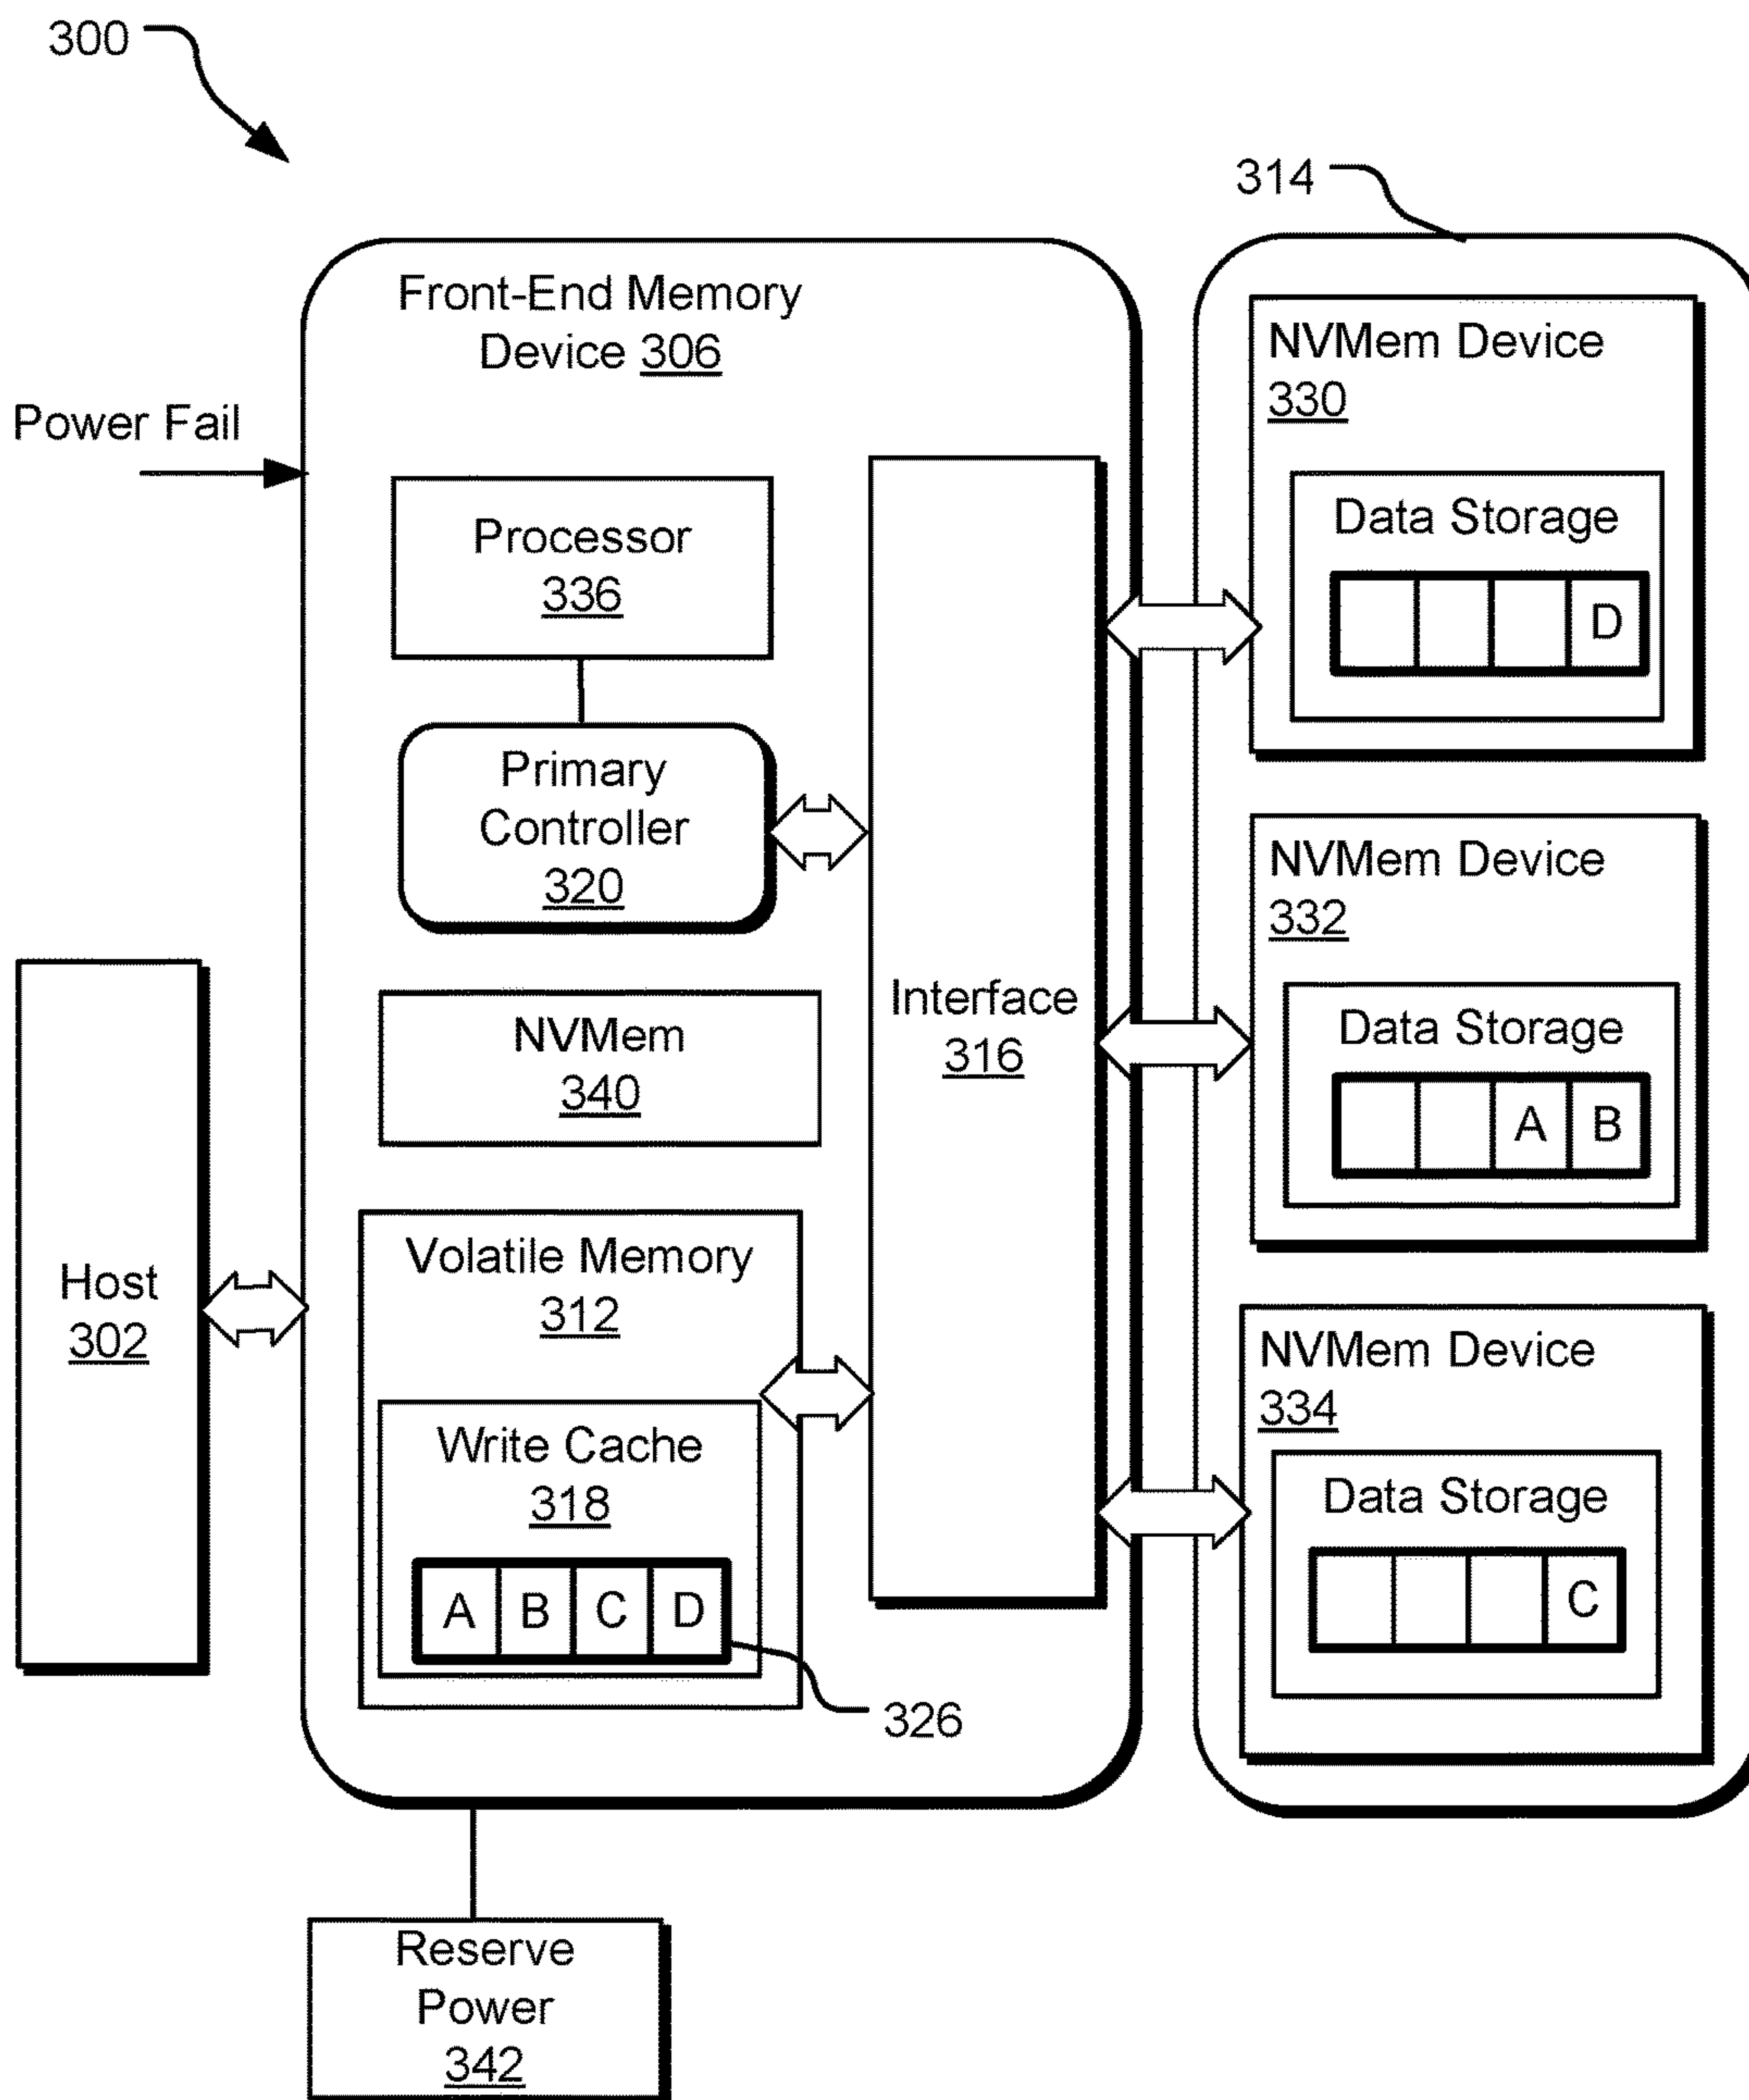 300
314
Front-End Memory
Device 306
Power Fail
Processor
336
Primary
Controller
320
NVMem
340
Volatile Memory
312
Write Cache
318
A B C D
326
Interface
316
Host
302
NVMem Device
330
Data Storage
D
NVMem Device
332
Data Storage
A B
NVMem Device
334
Data Storage
C
Reserve
Power
342